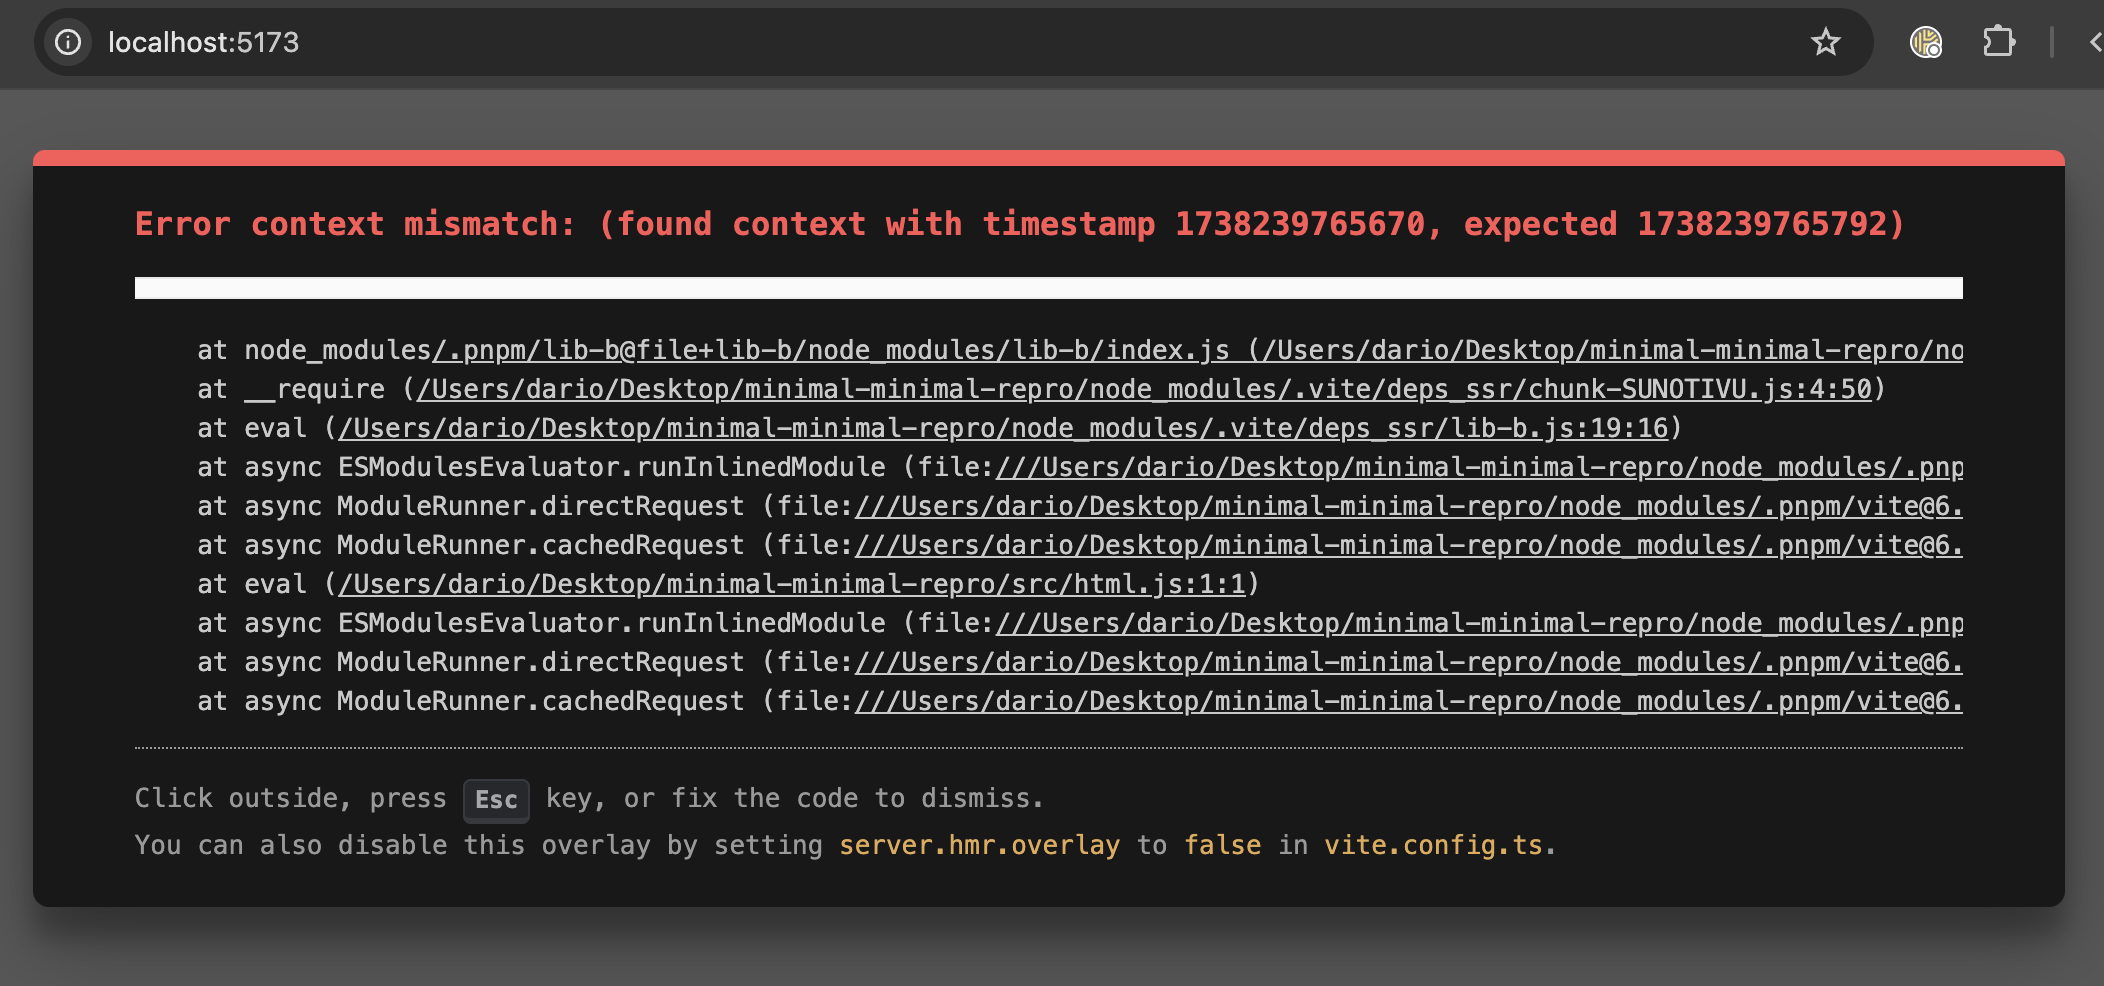 localhost:5173
Error context mismatch: (found context with timestamp 1738239765670, expected 1738239765792)
at node_modules/.pnpm/lib-b@file+lib-b/node_modules/lib-b/index.js (/Users/dario/Desktop/minimal-minimal-repro/no
at __require (/Users/dario/Desktop/minimal-minimal-repro/node_modules/.vite/deps_ssr/chunk-SUNOTIVU.js:4:50)
at eval (/Users/dario/Desktop/minimal-minimal-repro/node_modules/.vite/deps_ssr/lib-b.js:19:16)
at async ESModulesEvaluator.runInlinedModule (file:///Users/dario/Desktop/minimal-minimal-repro/node_modules/.pnp
at async ModuleRunner.directRequest (file:///Users/dario/Desktop/minimal-minimal-repro/node_modules/.pnpm/vite@6.
at async ModuleRunner.cachedRequest (file:///Users/dario/Desktop/minimal-minimal-repro/node_modules/.pnpm/vite@6.
at eval (/Users/dario/Desktop/minimal-minimal-repro/src/html.js:1:1)
at async ESModulesEvaluator.runInlinedModule (file:///Users/dario/Desktop/minimal-minimal-repro/node_modules/.pnp
at async ModuleRunner.directRequest (file:///Users/dario/Desktop/minimal-minimal-repro/node_modules/.pnpm/vite@6.
at async ModuleRunner.cachedRequest (file:///Users/dario/Desktop/minimal-minimal-repro/node_modules/.pnpm/vite@6.
Click outside, press Esc key, or fix the code to dismiss.
You can also disable this overlay by setting server.hmr.overlay to false in vite.config.ts.